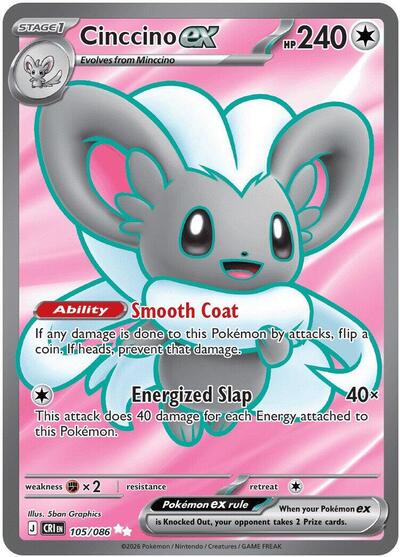 STAGE 1
Cinccino ex
HP 240
Evolves from Minccino
Ability Smooth Coat
If any damage is done to this Pokémon by attacks, flip a
coin. If heads, prevent that damage.
Energized Slap 40×
This attack does 40 damage for each Energy attached to
this Pokémon.
weakness ×2 resistance retreat
Illus. 5ban Graphics
Pokémon ex rule
When your Pokémon ex
is Knocked Out, your opponent takes 2 Prize cards.
J CRI EN 105/086
©2026 Pokémon / Nintendo / Creatures / GAME FREAK